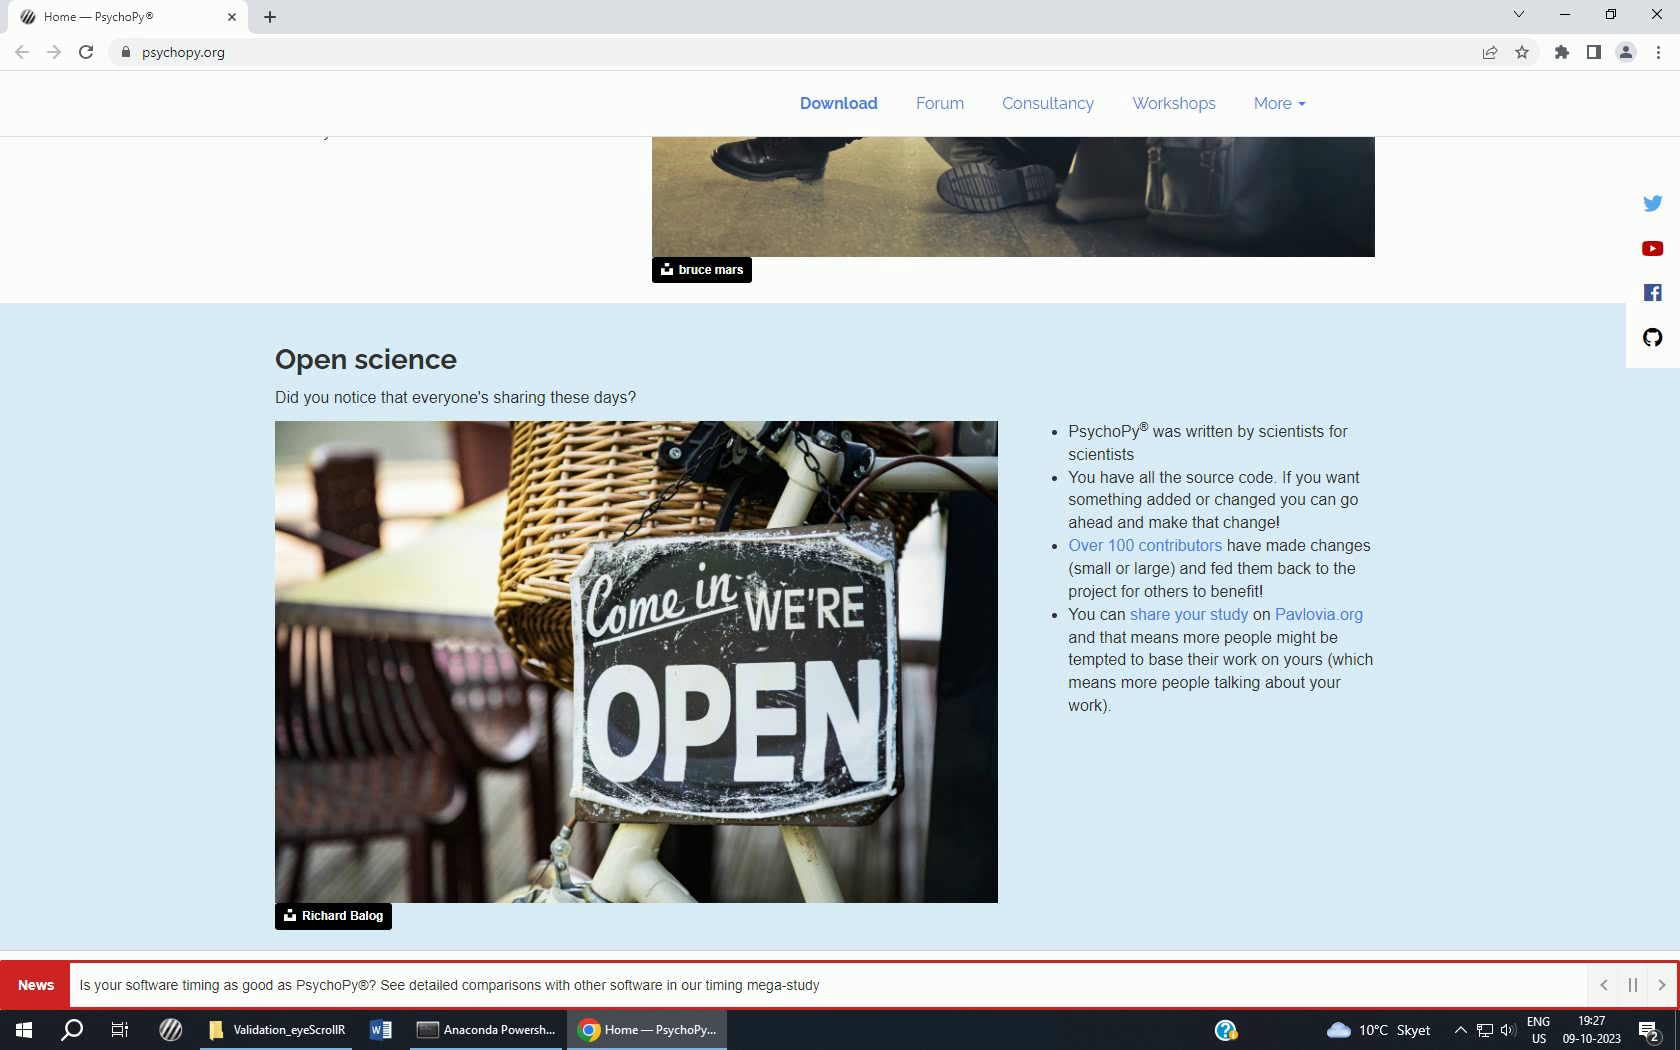 Home — PsychoPy®
psychopy.org
Download
Forum
Consultancy
Workshops
More
bruce mars
Open science
Did you notice that everyone's sharing these days?
Come in WE'RE
OPEN
Richard Balog
PsychoPy® was written by scientists for
scientists
You have all the source code. If you want
something added or changed you can go
ahead and make that change!
Over 100 contributors have made changes
(small or large) and fed them back to the
project for others to benefit!
You can share your study on Pavlovia.org
and that means more people might be
tempted to base their work on yours (which
means more people talking about your
work).
News
Is your software timing as good as PsychoPy®? See detailed comparisons with other software in our timing mega-study
Validation_eyeScrollR
Anaconda Powersh...
Home — PsychoPy...
10°C Skyet
ENG
US
19:27
09-10-2023
2